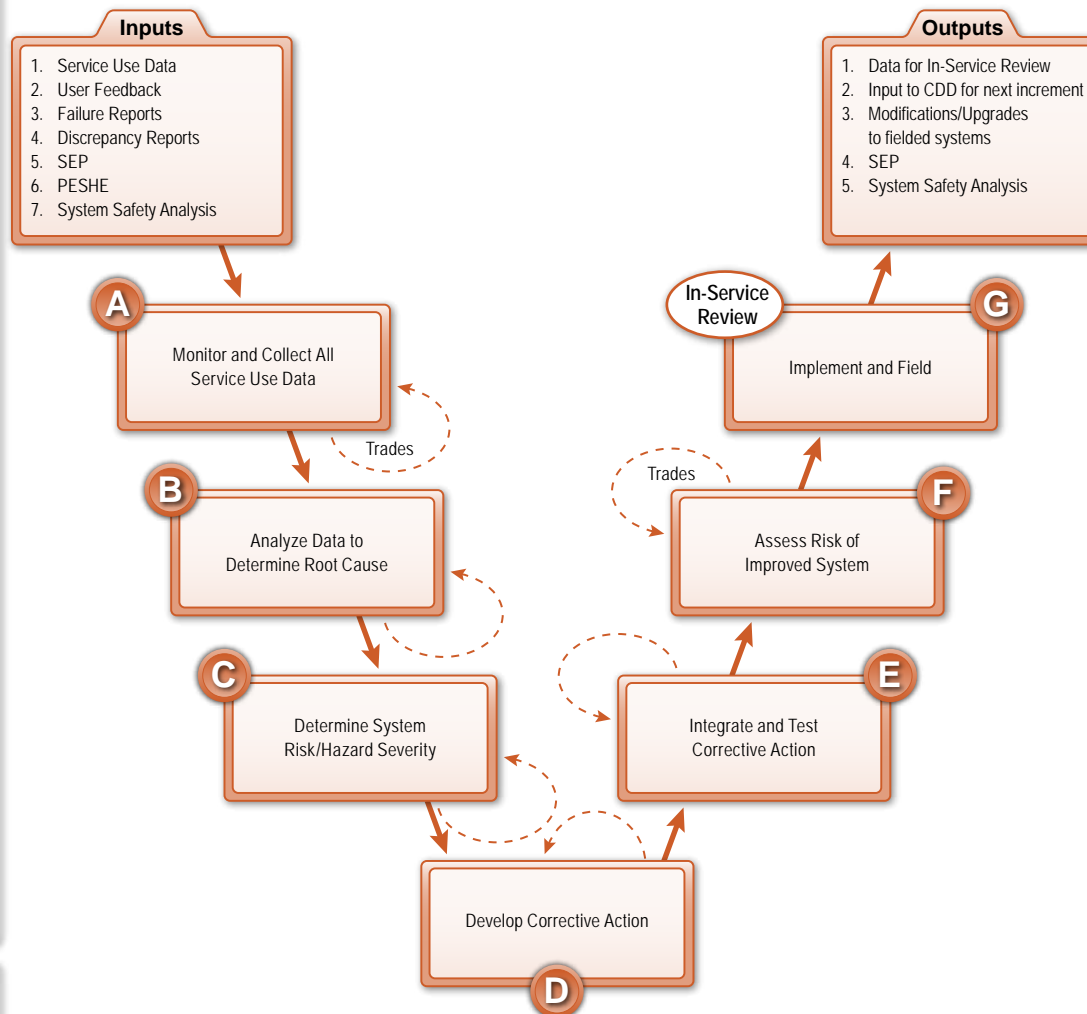 Inputs
1. Service Use Data
2. User Feedback
3. Failure Reports
4. Discrepancy Reports
5. SEP
6. PESHE
7. System Safety Analysis
Outputs
1. Data for In-Service Review
2. Input to CDD for next increment
3. Modifications/Upgrades
to fielded systems
4. SEP
5. System Safety Analysis
A
Monitor and Collect All
Service Use Data
Trades
B
Analyze Data to
Determine Root Cause
C
Determine System
Risk/Hazard Severity
Develop Corrective Action
D
E
Integrate and Test
Corrective Action
F
Assess Risk of
Improved System
Trades
G
Implement and Field
In-Service
Review